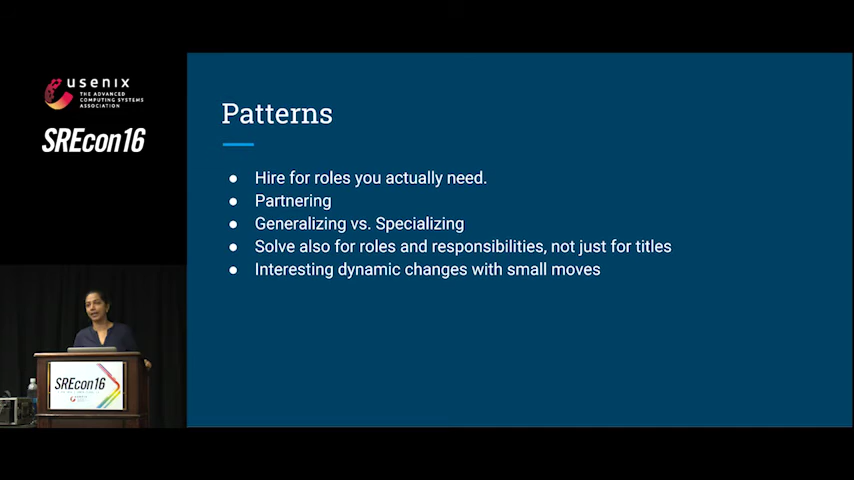 usenix
THE ADVANCED
COMPUTING SYSTEMS
ASSOCIATION
SREcon16
Patterns
● Hire for roles you actually need.
● Partnering
● Generalizing vs. Specializing
● Solve also for roles and responsibilities, not just for titles
● Interesting dynamic changes with small moves
SREcon16